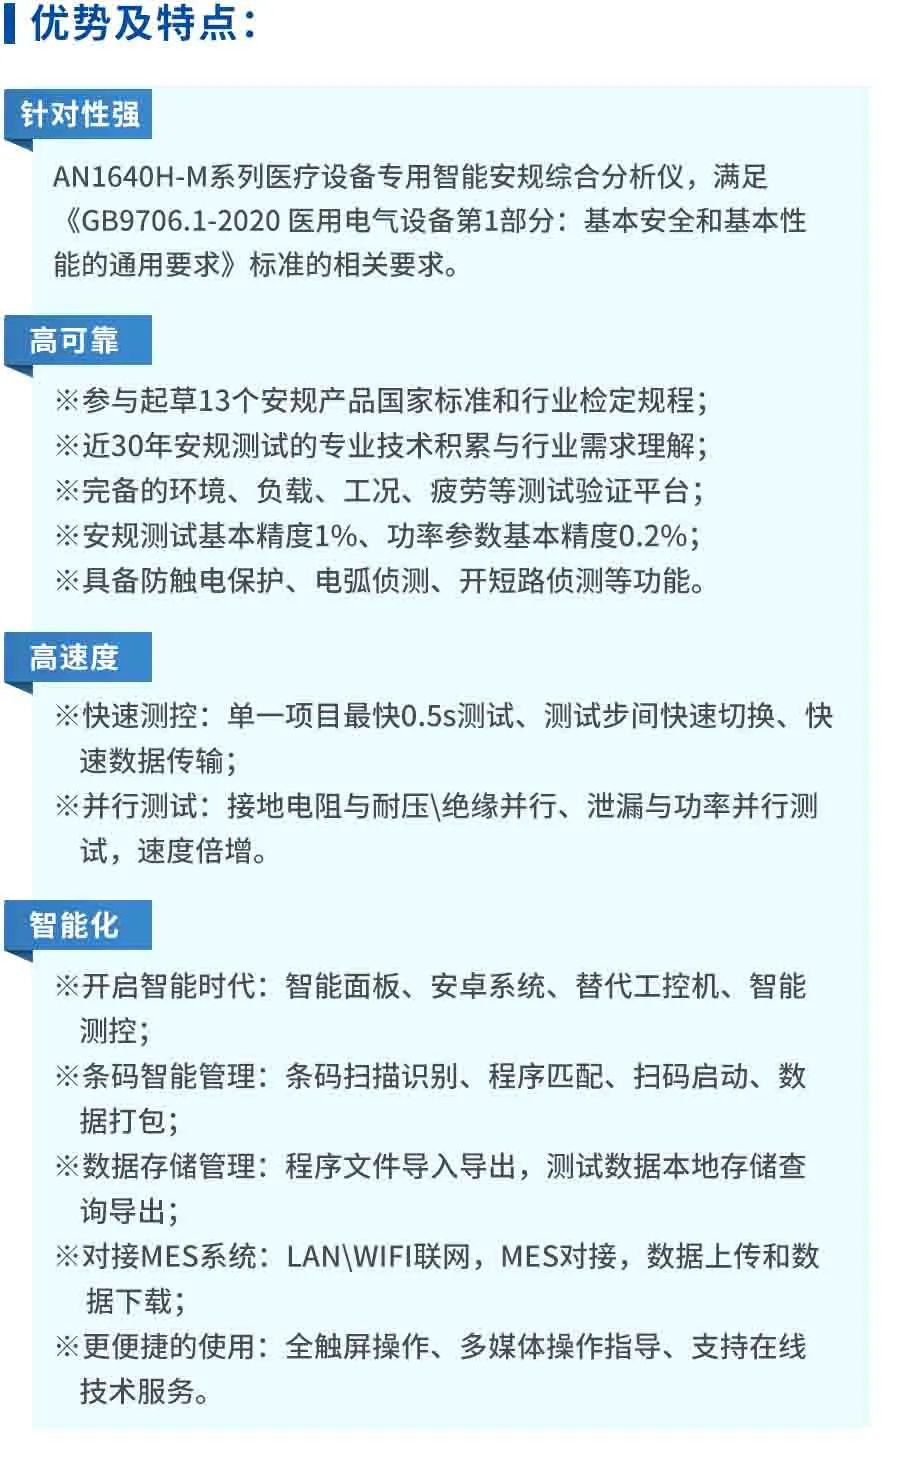 优势及特点：
针对性强
AN1640H-M系列医疗设备专用智能安规综合分析仪，满足
《GB9706.1-2020 医用电气设备第1部分：基本安全和基本性
能的通用要求》标准的相关要求。
高可靠
※参与起草13个安规产品国家标准和行业检定规程；
※近30年安规测试的专业技术积累与行业需求理解；
※完备的环境、负载、工况、疲劳等测试验证平台；
※安规测试基本精度1%、功率参数基本精度0.2%；
※具备防触电保护、电弧侦测、开短路侦测等功能。
高速度
※快速测控：单一项目最快0.5s测试、测试步间快速切换、快
速数据传输；
※并行测试：接地电阻与耐压\绝缘并行、泄漏与功率并行测
试，速度倍增。
智能化
※开启智能时代：智能面板、安卓系统、替代工控机、智能
测控；
※条码智能管理：条码扫描识别、程序匹配、扫码启动、数
据打包；
※数据存储管理：程序文件导入导出，测试数据本地存储查
询导出；
※对接MES系统：LAN\WIFI联网，MES对接，数据上传和数
据下载；
※更便捷的使用：全触屏操作、多媒体操作指导、支持在线
技术服务。